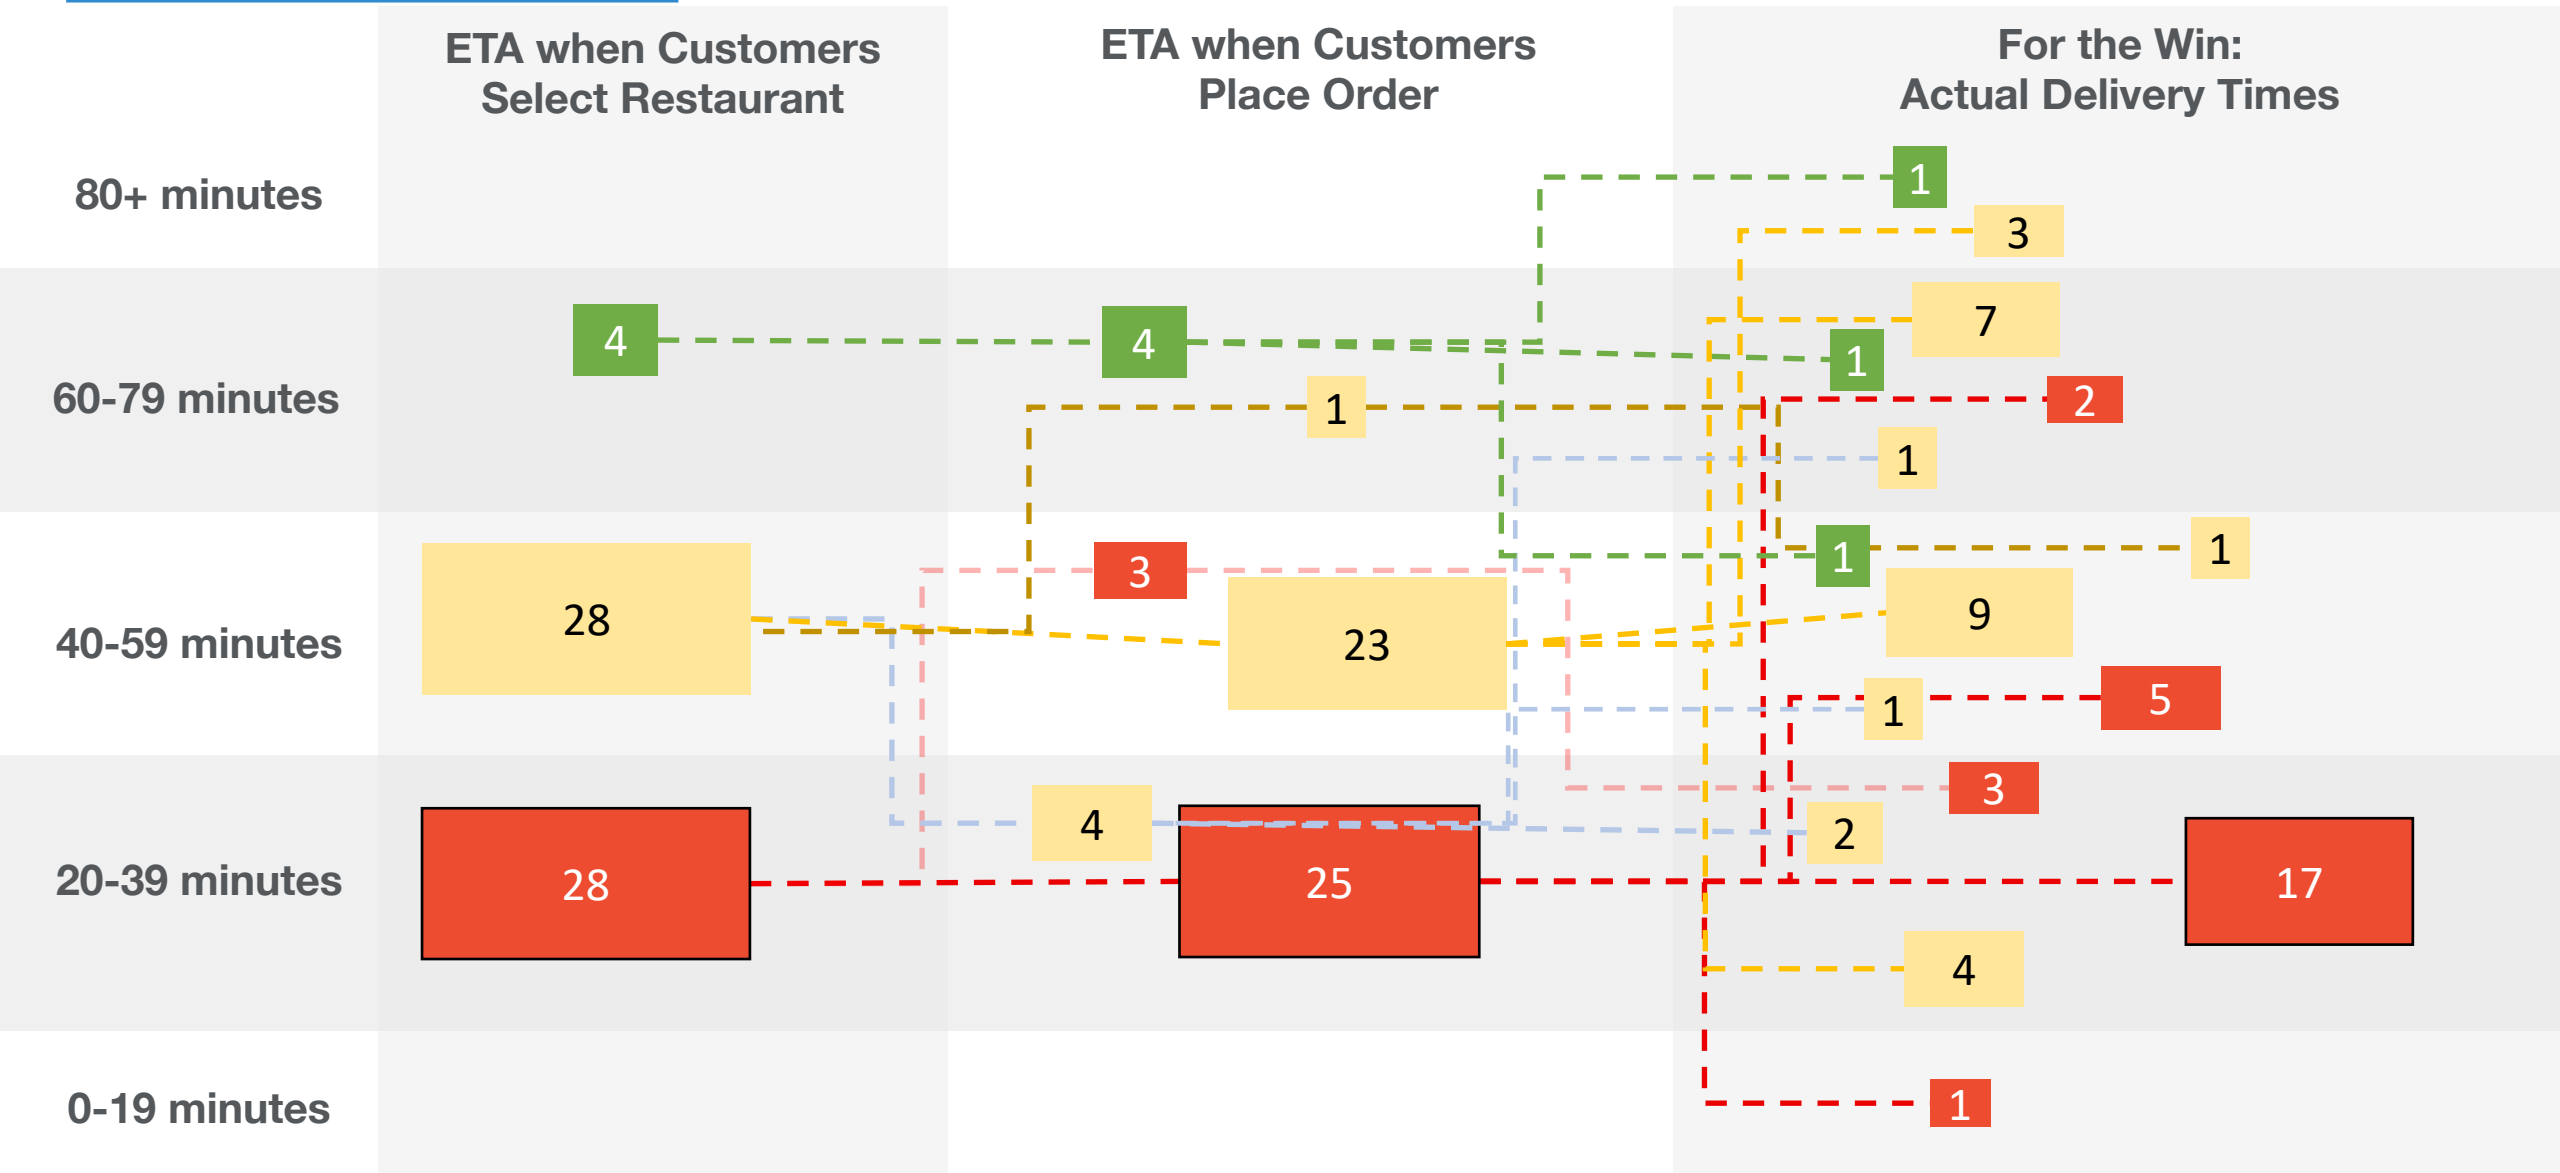 ETA when Customers
Select Restaurant
ETA when Customers
Place Order
For the Win:
Actual Delivery Times
80+ minutes
1
3
60-79 minutes
4
4
1
7
1
2
1
40-59 minutes
28
3
23
1
1
9
5
1
20-39 minutes
28
4
25
3
2
17
4
0-19 minutes
1